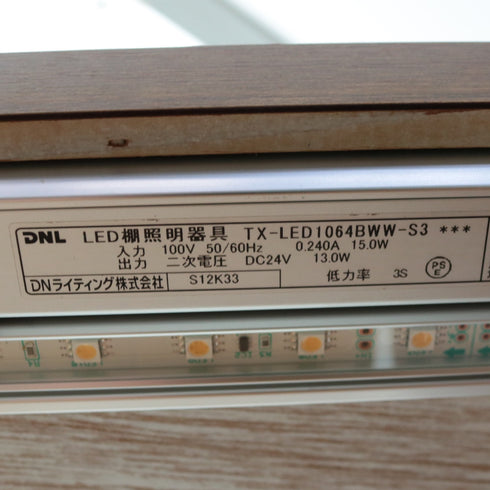 DNL LED棚照明器具 TX-LED1064BWW-S3 ***
入力 100V 50/60Hz 0.240A 15.0W
出力 二次電圧 DC24V 13.0W
DNライティング株式会社 S12K33 低力率 3S PS E